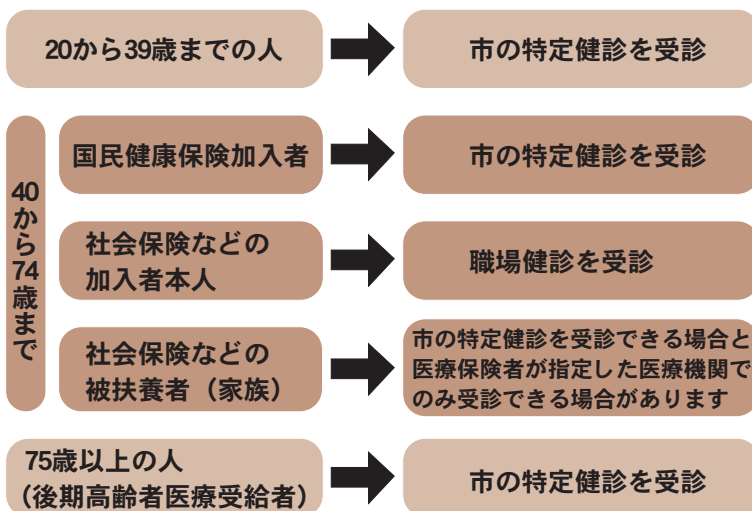 20から39歳までの人
市の特定健診を受診
40から74歳まで
国民健康保険加入者
市の特定健診を受診
社会保険などの
加入者本人
職場健診を受診
社会保険などの
被扶養者（家族）
市の特定健診を受診できる場合と
医療保険者が指定した医療機関で
のみ受診できる場合があります
75歳以上の人
（後期高齢者医療受給者）
市の特定健診を受診